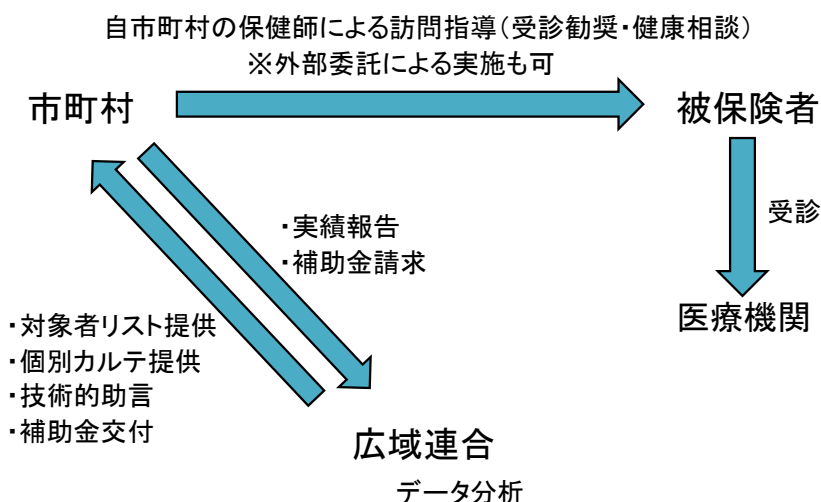 自市町村の保健師による訪問指導（受診勧奨・健康相談）
※外部委託による実施も可
市町村
被保険者
・実績報告
・補助金請求
受診
医療機関
・対象者リスト提供
・個別カルテ提供
・技術的助言
・補助金交付
広域連合
データ分析